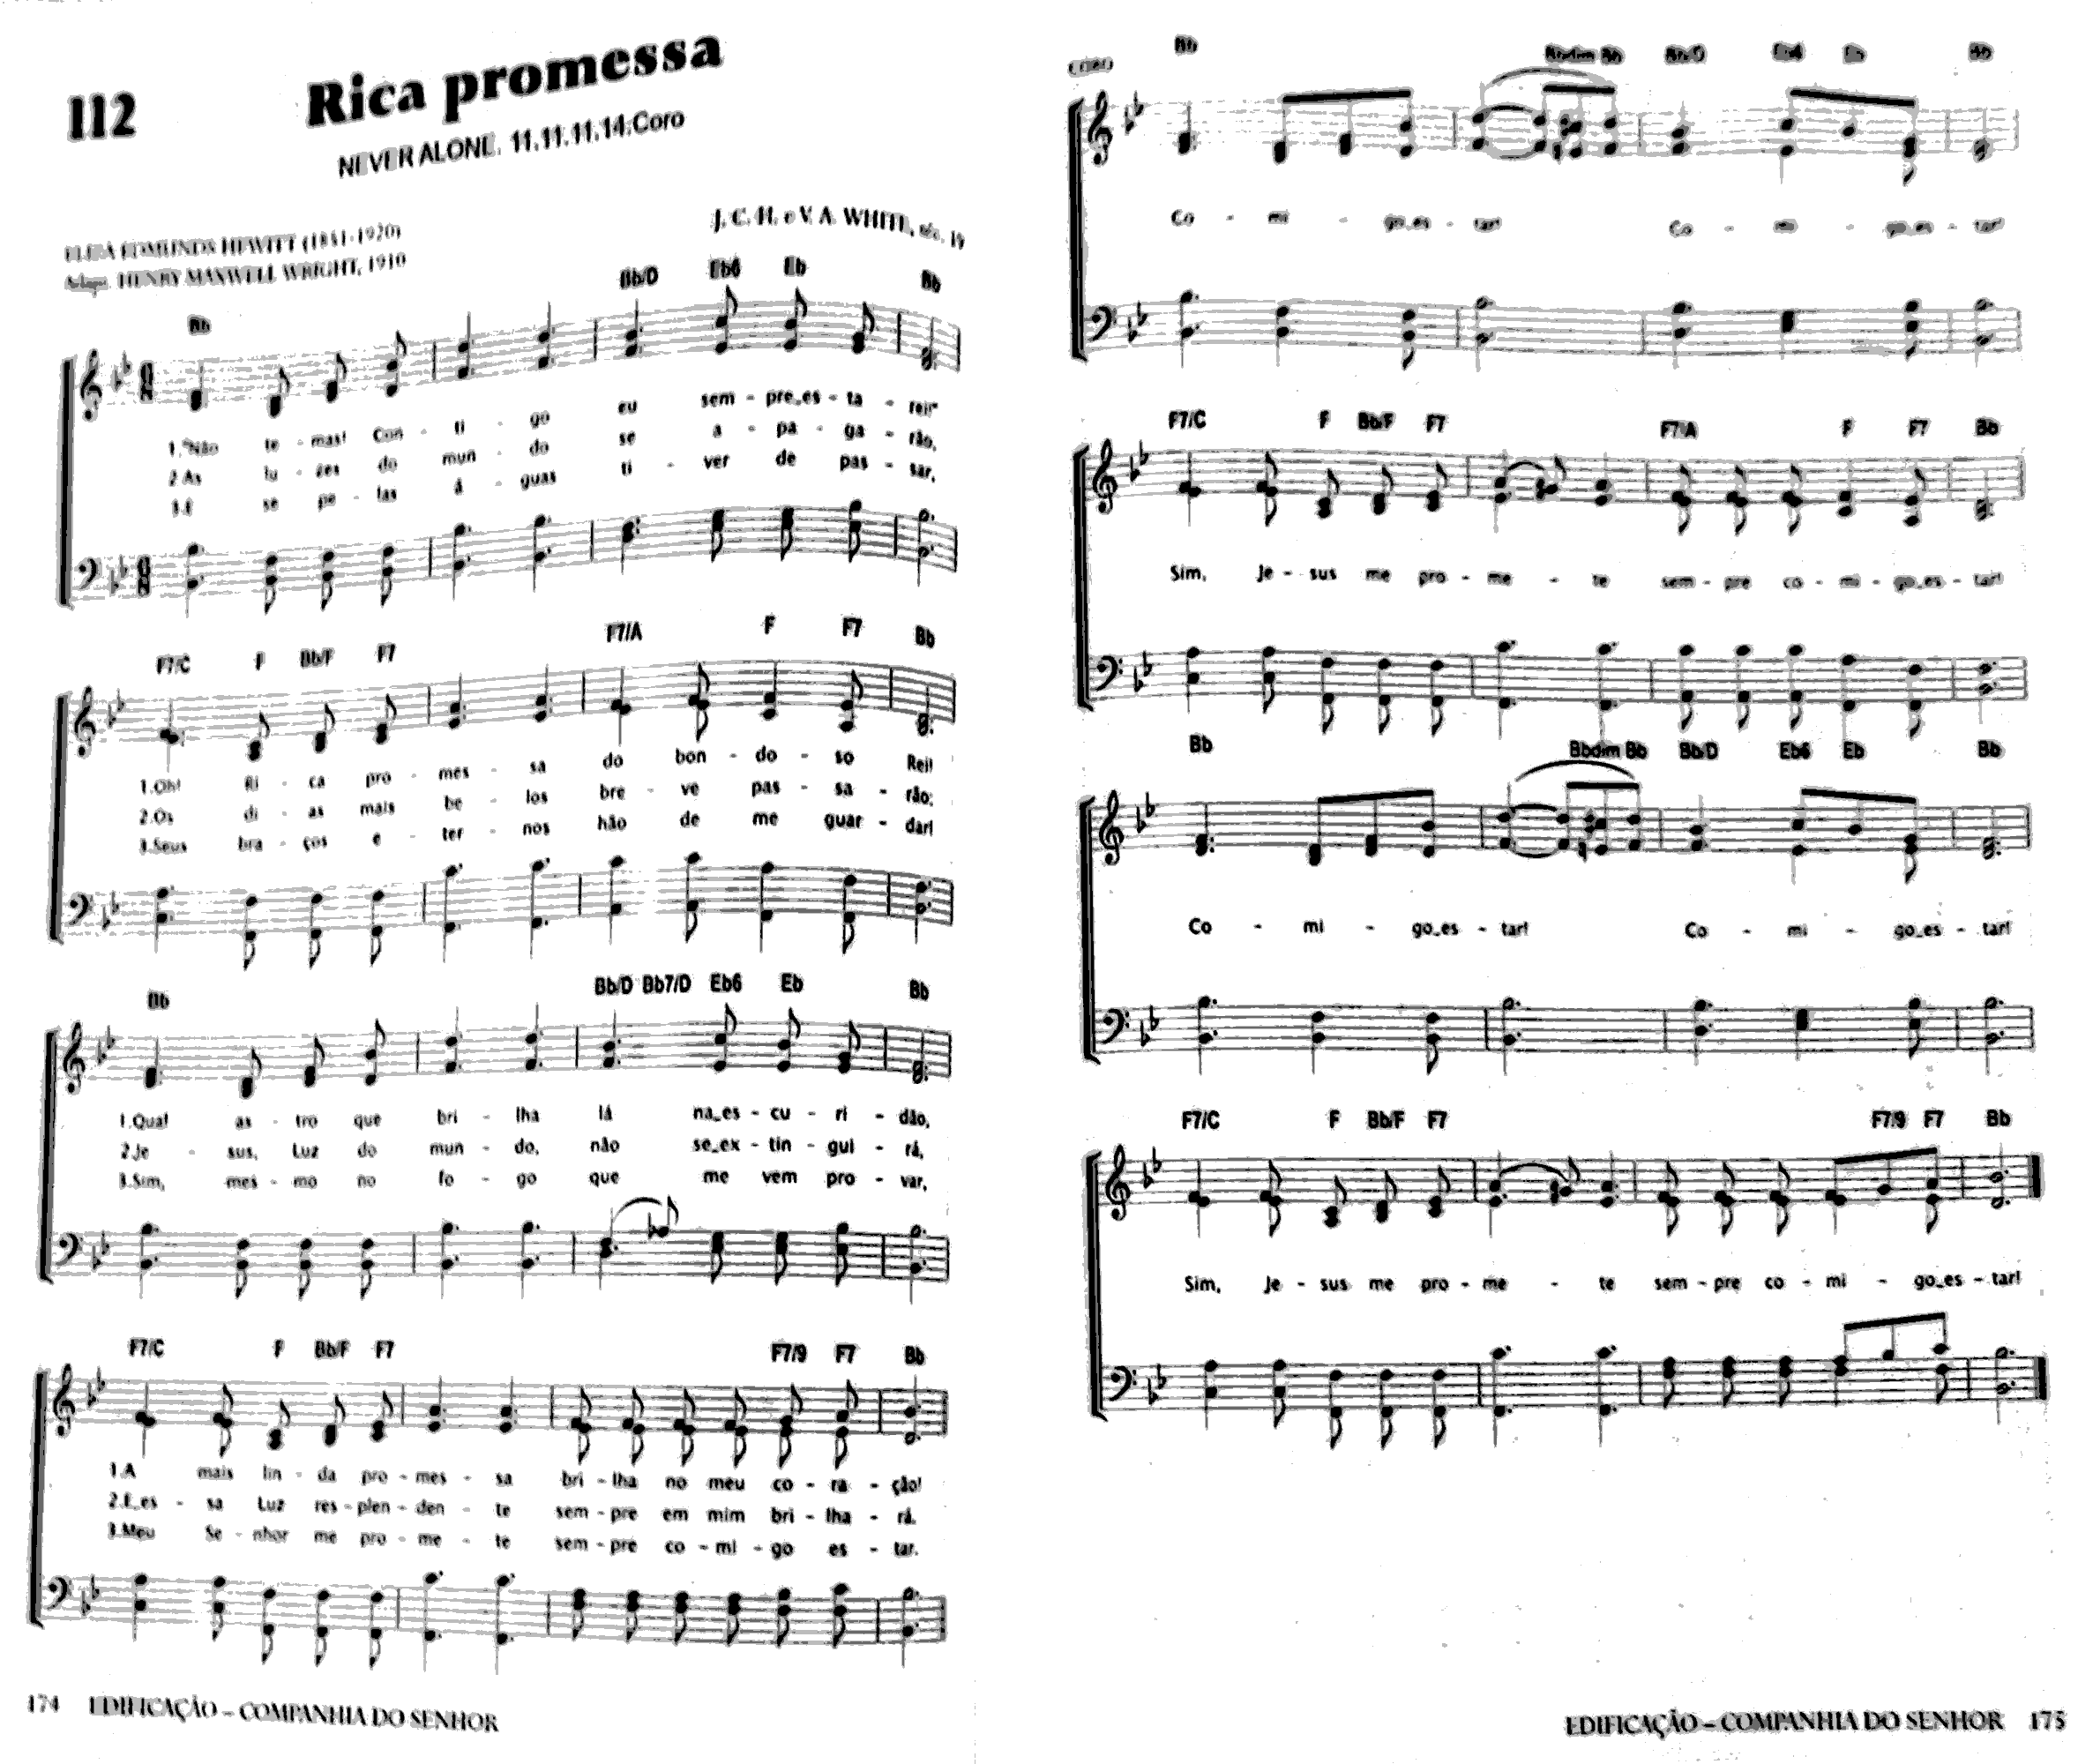 112
Rica promessa
NEVER ALONE. 11.11.11.14.Coro
ELIZA EDMUNDS HEWITT (1851-1920)
Adapt. HENRY MAXWELL WRIGHT, 1910
J. C. H. e V. A. WHITE, séc. 19
Bb Bb/D Eb6 Eb Bb
1."Não te - mas! Con - ti - go eu sem - pre_es - ta - rei!"
2.As lu - zes do mun - do se a - pa - ga - rão,
3.E se pe - las á - guas ti - ver de pas - sar,
F7/C F Bb/F F7 F7/A F F7 Bb
1.Oh! Ri - ca pro - mes - sa do bon - do - so Rei!
2.Os di - as mais be - los bre - ve pas - sa - rão;
3.Seus bra - ços e - ter - nos hão de me guar - dar!
Bb Bb/D Bb7/D Eb6 Eb Bb
1.Qual as - tro que bri - lha lá na_es - cu - ri - dão,
2.Je - sus, Luz do mun - do, não se_ex - tin - gui - rá,
3.Sim, mes - mo no fo - go que me vem pro - var,
F7/C F Bb/F F7 F7/9 F7 Bb
1.A mais lin - da pro - mes - sa bri - lha no meu co - ra - ção!
2.E_es - sa Luz res - plen - den - te sem - pre em mim bri - lha - rá.
3.Meu Se - nhor me pro - me - te sem - pre co - mi - go es - tar.
174 EDIFICAÇÃO – COMPANHIA DO SENHOR
CORO
Bb Bbdim Bb Bb/D Eb6 Eb Bb
Co - mi - go_es - tar! Co - mi - go_es - tar!
F7/C F Bb/F F7 F7/A F F7 Bb
Sim, Je - sus me pro - me - te sem - pre co - mi - go_es - tar!
Bb Bbdim Bb Bb/D Eb6 Eb Bb
Co - mi - go_es - tar! Co - mi - go_es - tar!
F7/C F Bb/F F7 F7/9 F7 Bb
Sim, Je - sus me pro - me - te sem - pre co - mi - go_es - tar!
EDIFICAÇÃO – COMPANHIA DO SENHOR 175